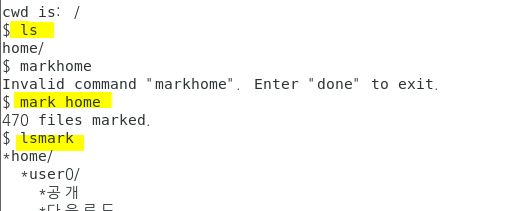 cwd is: /
$ ls
home/
$ markhome
Invalid command "markhome". Enter "done" to exit.
$ mark home
470 files marked.
$ lsmark
*home/
*user0/
*공개